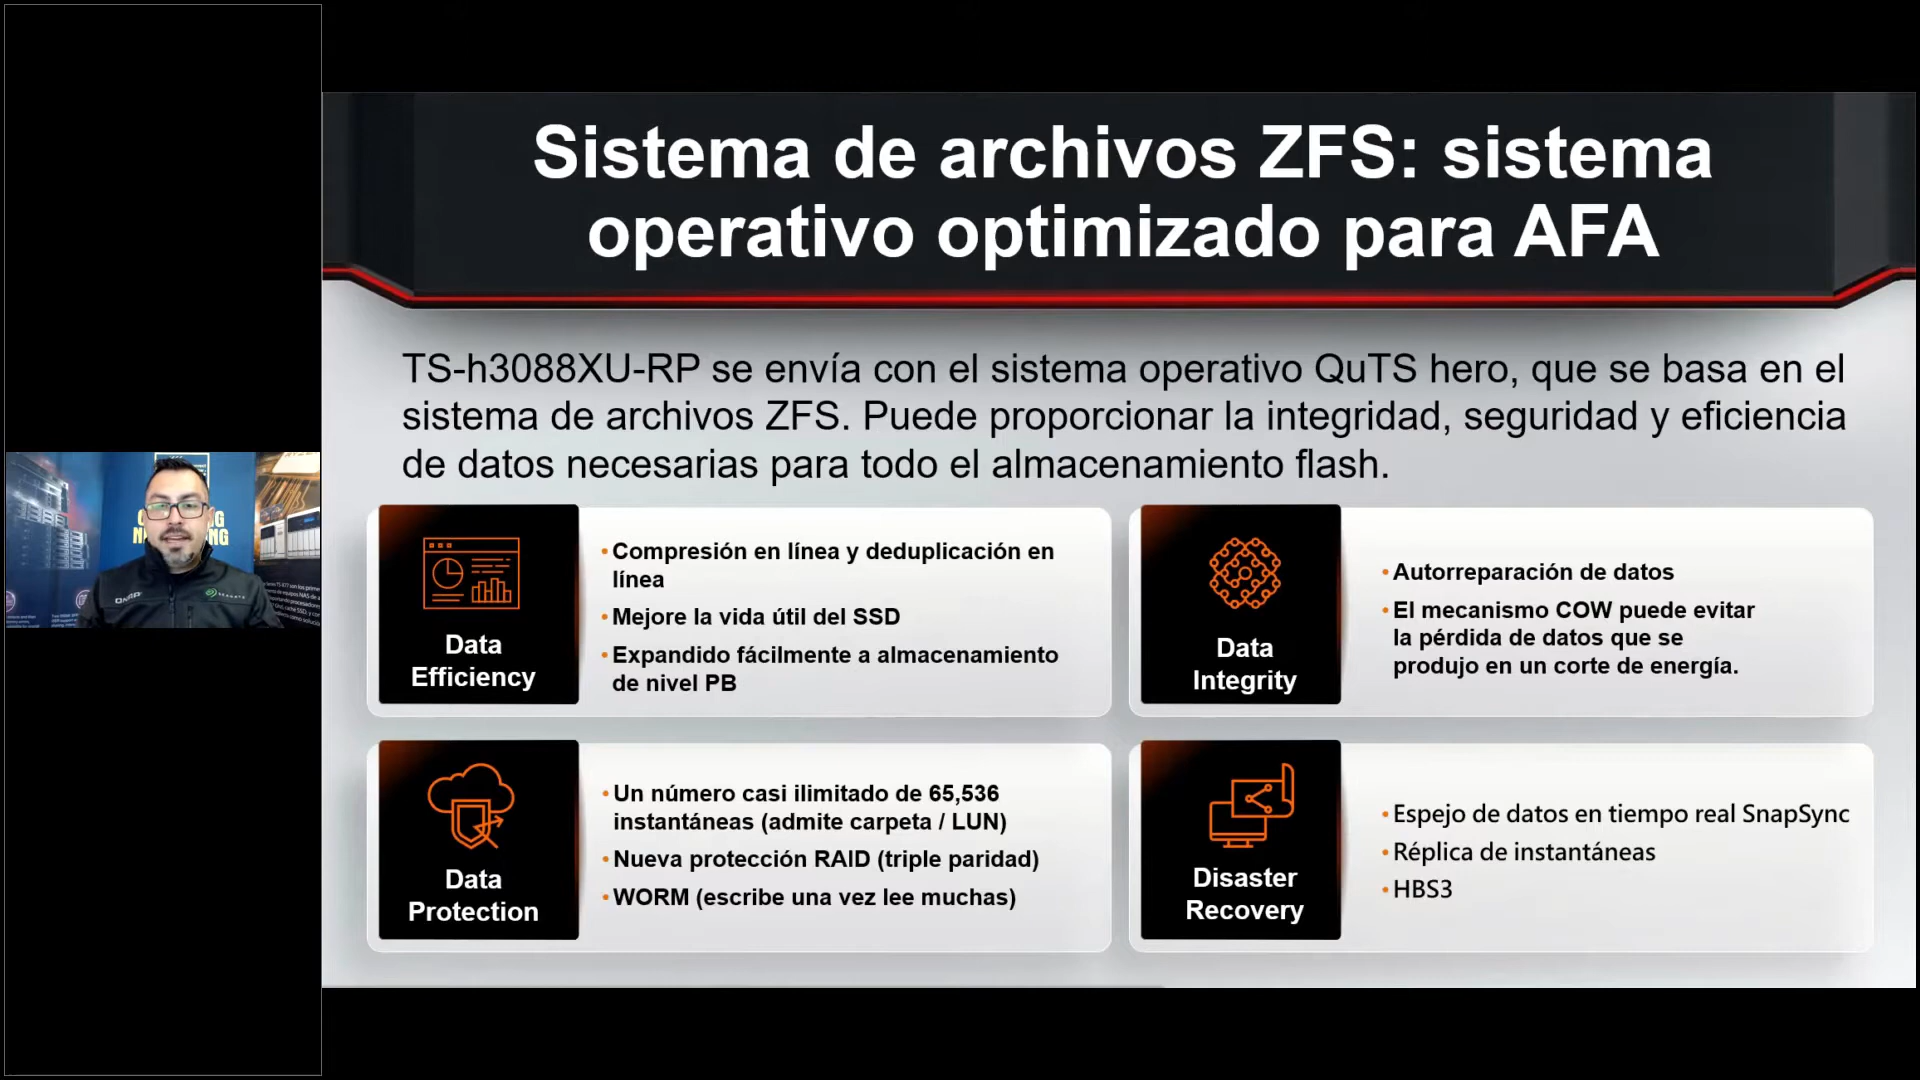 Sistema de archivos ZFS: sistema
operativo optimizado para AFA
TS-h3088XU-RP se envía con el sistema operativo QuTS hero, que se basa en el
sistema de archivos ZFS. Puede proporcionar la integridad, seguridad y eficiencia
de datos necesarias para todo el almacenamiento flash.
Data
Efficiency
•Compresión en línea y deduplicación en
línea
•Mejore la vida útil del SSD
•Expandido fácilmente a almacenamiento
de nivel PB
Data
Integrity
•Autorreparación de datos
•El mecanismo COW puede evitar
la pérdida de datos que se
produjo en un corte de energía.
Data
Protection
•Un número casi ilimitado de 65,536
instantáneas (admite carpeta / LUN)
•Nueva protección RAID (triple paridad)
•WORM (escribe una vez lee muchas)
Disaster
Recovery
•Espejo de datos en tiempo real SnapSync
•Réplica de instantáneas
•HBS3
QNAP
SEAGATE